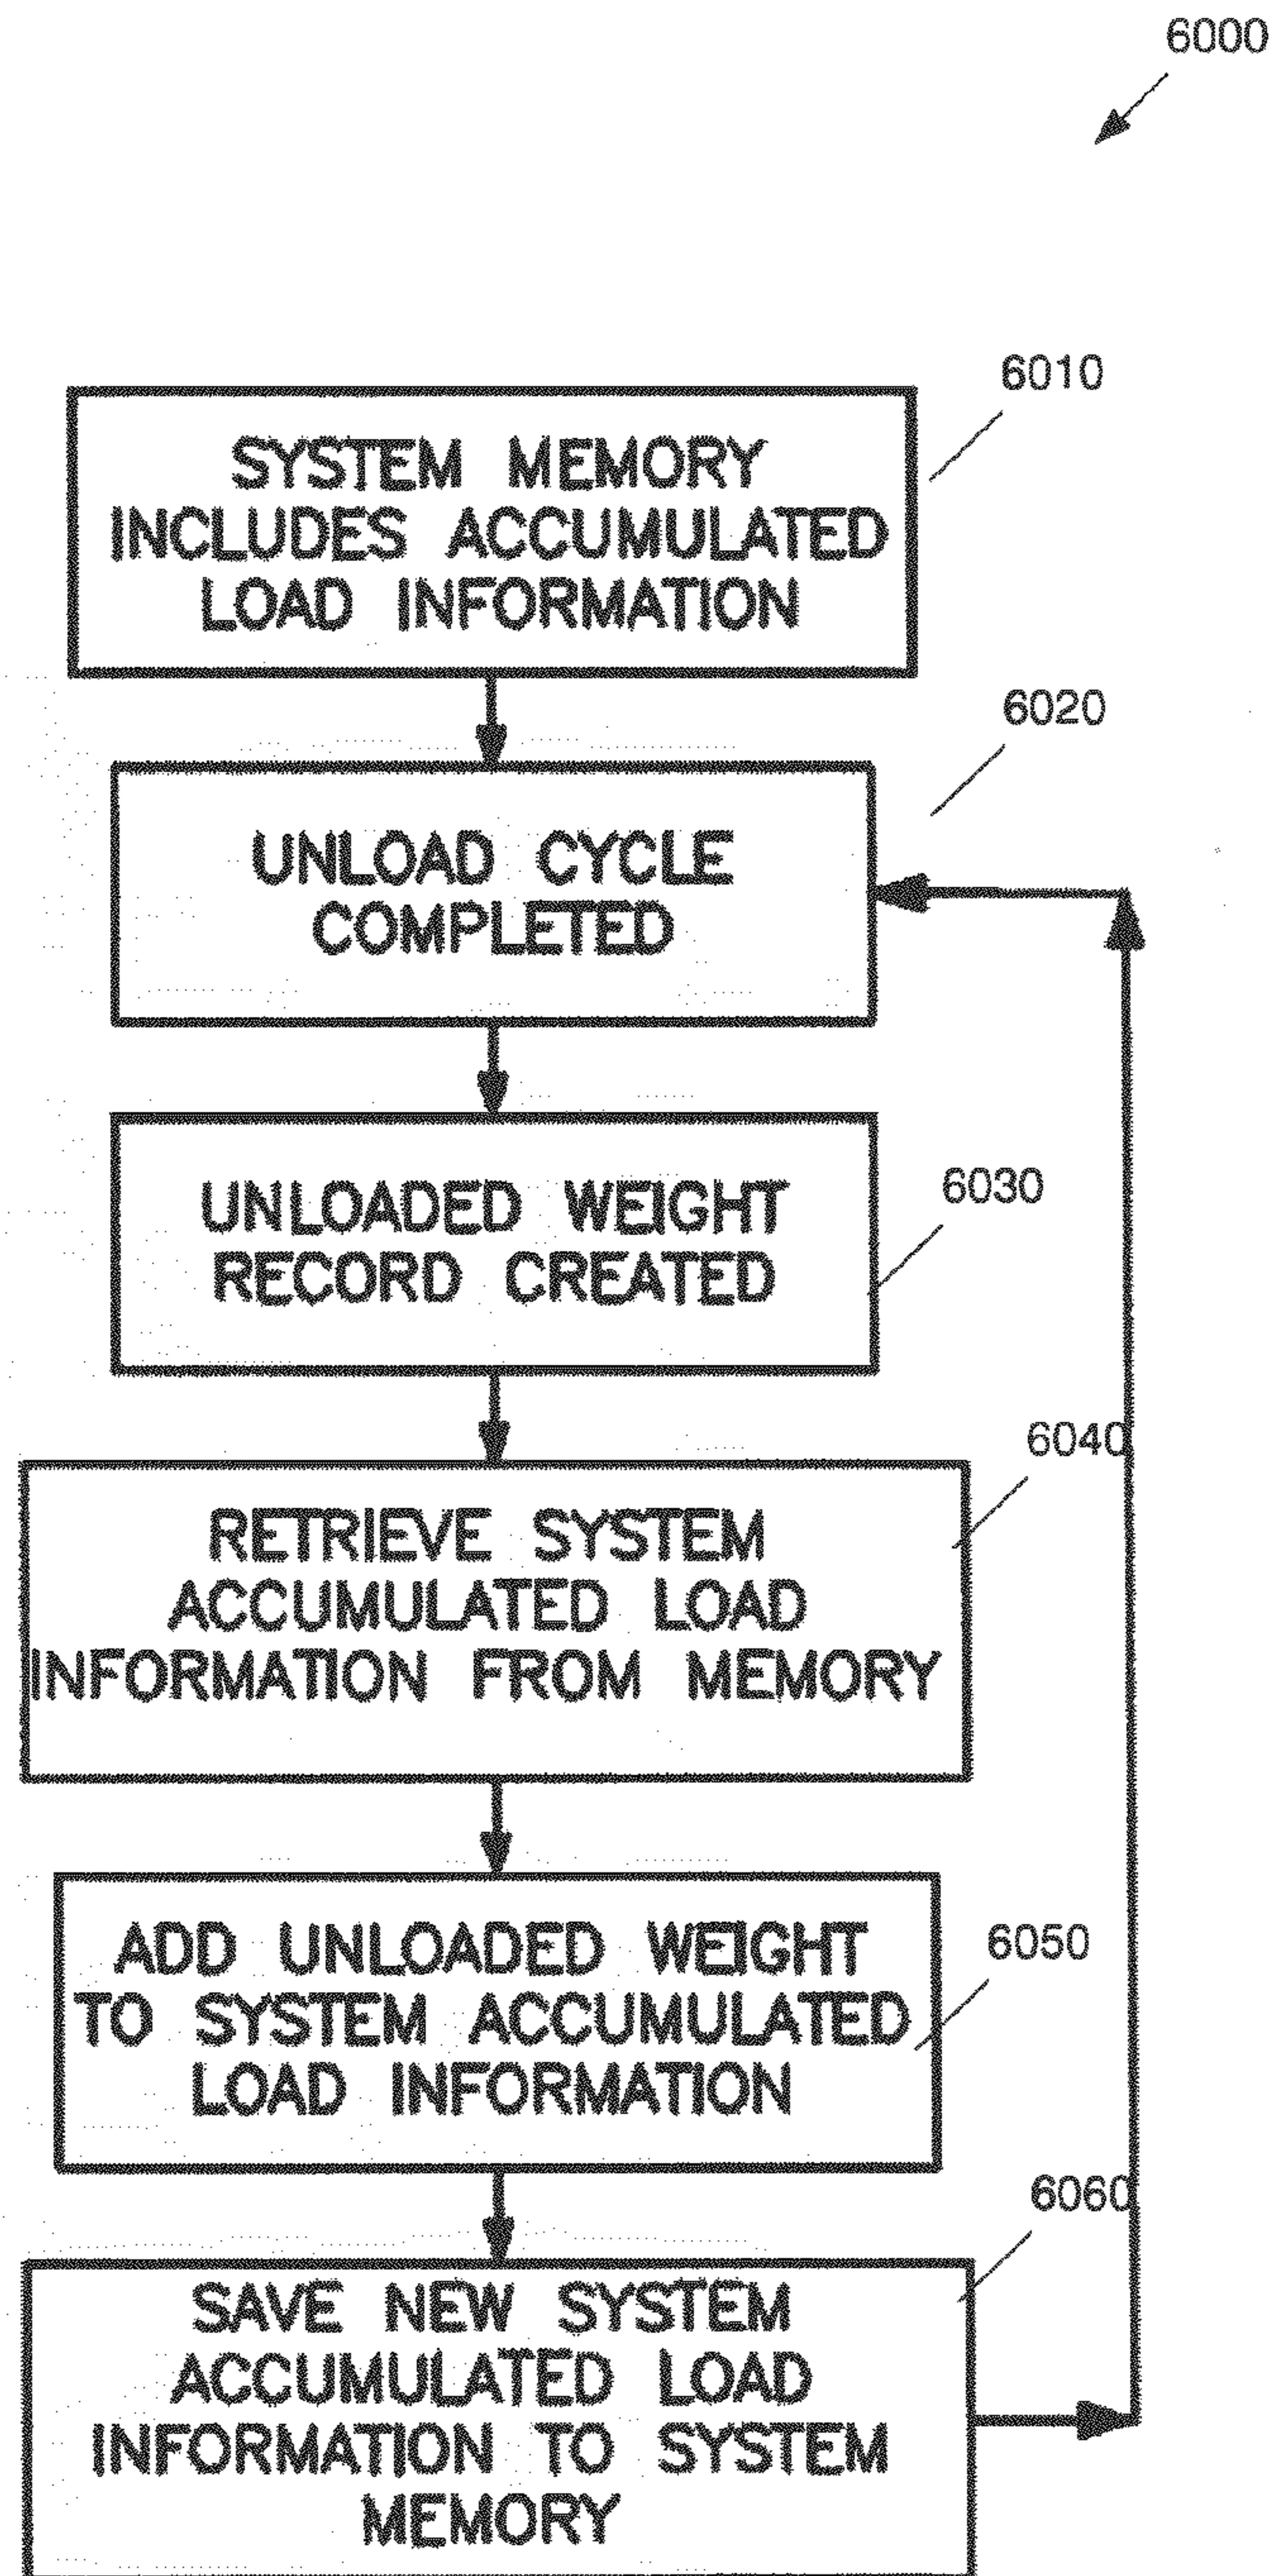 6000
6010
SYSTEM MEMORY
INCLUDES ACCUMULATED
LOAD INFORMATION
6020
UNLOAD CYCLE
COMPLETED
6030
UNLOADED WEIGHT
RECORD CREATED
6040
RETRIEVE SYSTEM
ACCUMULATED LOAD
INFORMATION FROM MEMORY
6050
ADD UNLOADED WEIGHT
TO SYSTEM ACCUMULATED
LOAD INFORMATION
6060
SAVE NEW SYSTEM
ACCUMULATED LOAD
INFORMATION TO SYSTEM
MEMORY